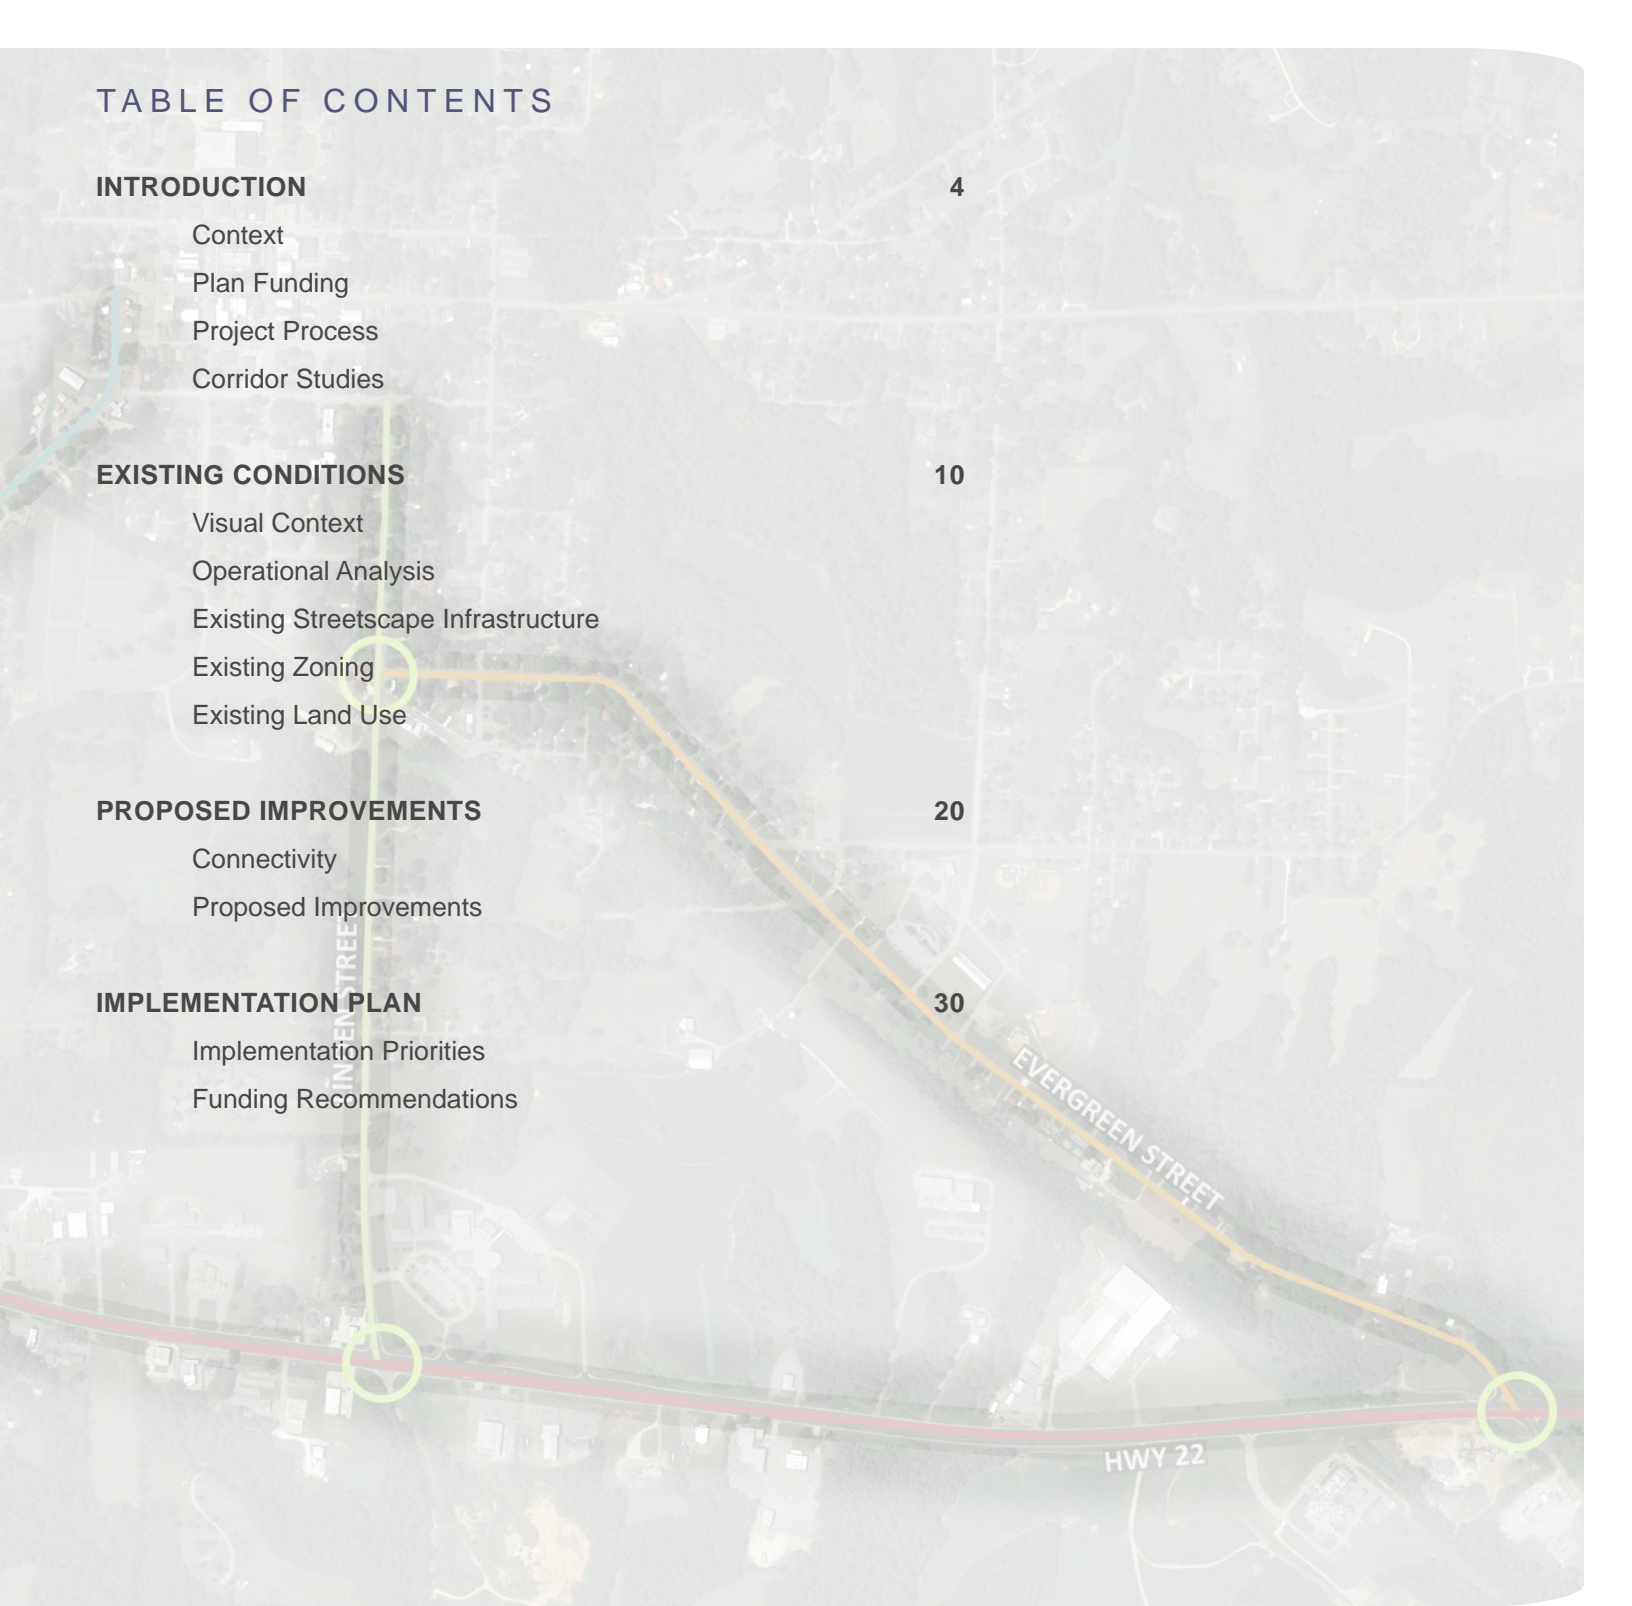 TABLE OF CONTENTS
INTRODUCTION 4
Context
Plan Funding
Project Process
Corridor Studies
EXISTING CONDITIONS 10
Visual Context
Operational Analysis
Existing Streetscape Infrastructure
Existing Zoning
Existing Land Use
PROPOSED IMPROVEMENTS 20
Connectivity
Proposed Improvements
IMPLEMENTATION PLAN 30
Implementation Priorities
Funding Recommendations
LINDEN STREET
EVERGREEN STREET
HWY 22